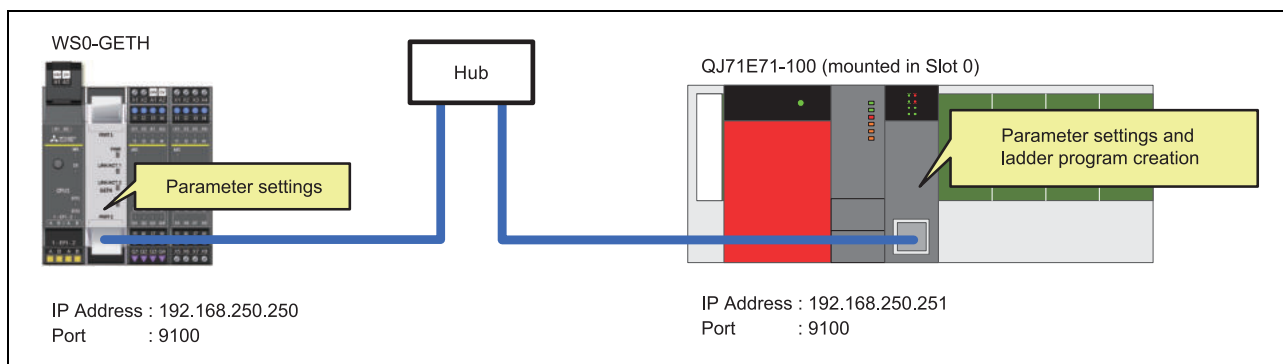 WS0-GETH
Hub
QJ71E71-100 (mounted in Slot 0)
Parameter settings
Parameter settings and
ladder program creation
IP Address : 192.168.250.250
Port : 9100
IP Address : 192.168.250.251
Port : 9100